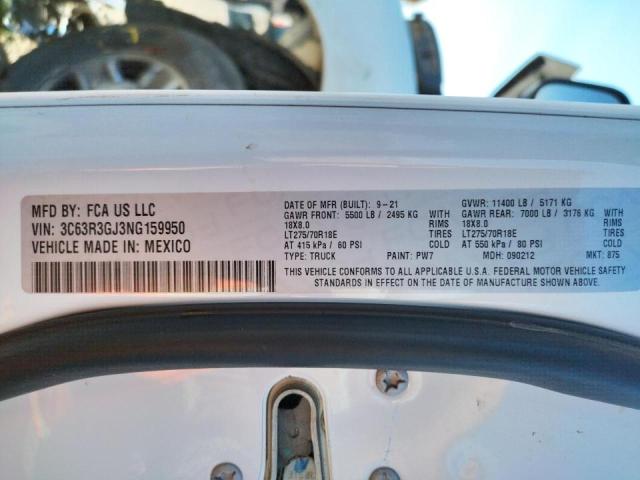 MFD BY: FCA US LLC
VIN: 3C63R3GJ3NG159950
VEHICLE MADE IN: MEXICO
DATE OF MFR (BUILT): 9-21 GVWR: 11400 LB / 5171 KG
GAWR FRONT: 5500 LB / 2495 KG WITH GAWR REAR: 7000 LB/ 3176 KG WITH
18X8.0 RIMS 18X8.0 RIMS
LT275/70R18E TIRES LT275/70R18E TIRES
AT 415 kPa / 60 PSI COLD AT 550 kPa / 80 PSI COLD
TYPE: TRUCK PAINT: PW7 MDH: 090212 MKT: 875
THIS VEHICLE CONFORMS TO ALL APPLICABLE U.S.A. FEDERAL MOTOR VEHICLE SAFETY
STANDARDS IN EFFECT ON THE DATE OF MANUFACTURE SHOWN ABOVE.